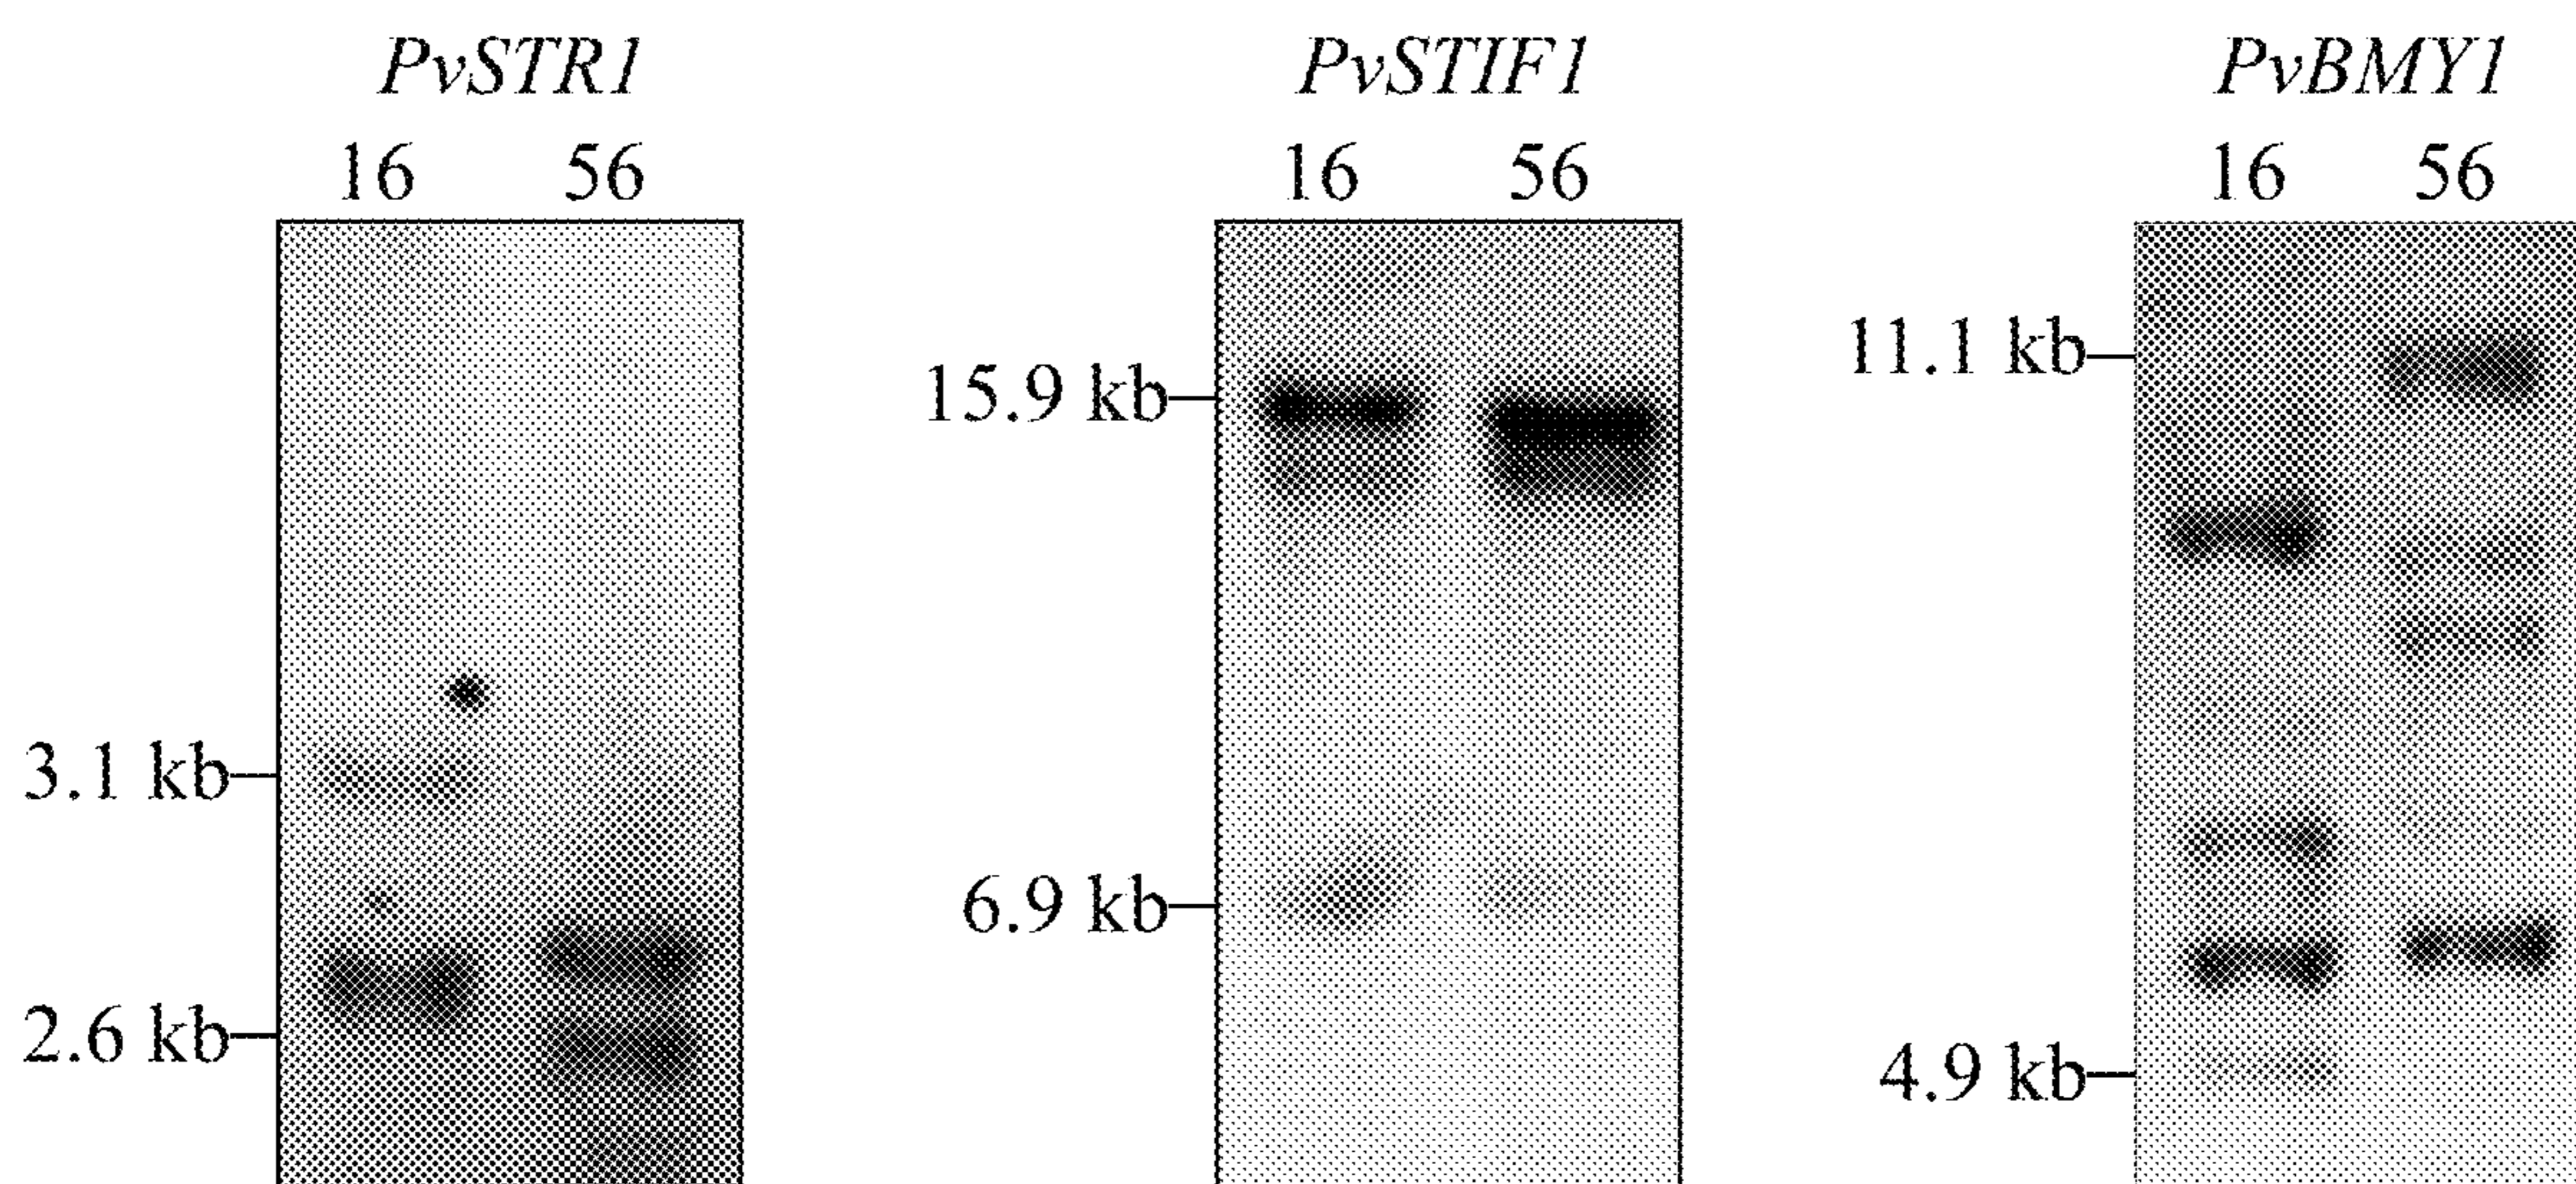 PvSTR1 PvSTIF1 PvBMY1
16 56 16 56 16 56
11.1 kb
15.9 kb
3.1 kb
6.9 kb
2.6 kb
4.9 kb